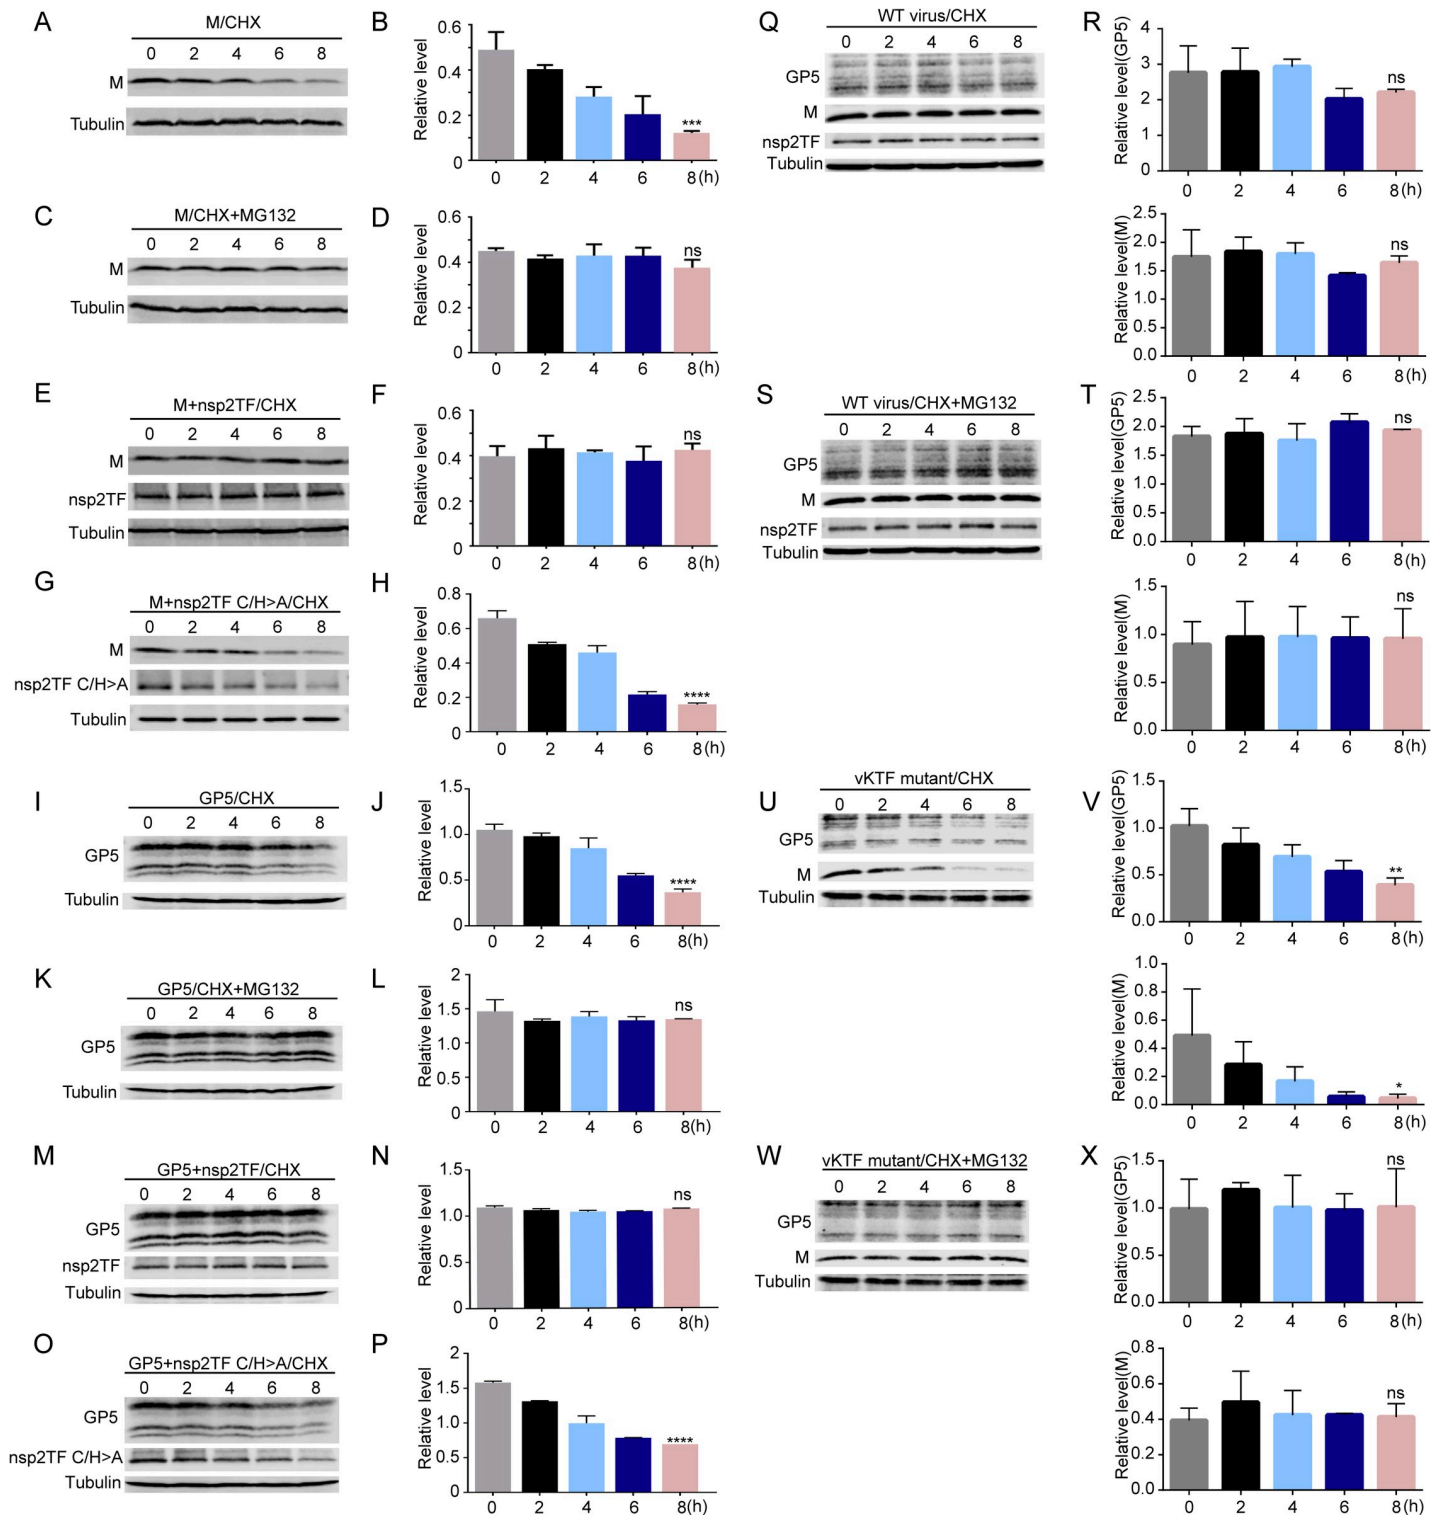 A
M/CHX
0 2 4 6 8
M
Tubulin
B
Relative level
0.6
0.4
0.2
0
***
0 2 4 6 8(h)
C
M/CHX+MG132
0 2 4 6 8
M
Tubulin
D
Relative level
0.6
0.4
0.2
0
ns
0 2 4 6 8(h)
E
M+nsp2TF/CHX
0 2 4 6 8
M
nsp2TF
Tubulin
F
Relative level
0.6
0.4
0.2
0
ns
0 2 4 6 8(h)
G
M+nsp2TF C/H>A/CHX
0 2 4 6 8
M
nsp2TF C/H>A
Tubulin
H
Relative level
0.8
0.6
0.4
0.2
0
****
0 2 4 6 8(h)
I
GP5/CHX
0 2 4 6 8
GP5
Tubulin
J
Relative level
1.5
1.0
0.5
0
****
0 2 4 6 8(h)
K
GP5/CHX+MG132
0 2 4 6 8
GP5
Tubulin
L
Relative level
2
1.5
1.0
0.5
0
ns
0 2 4 6 8(h)
M
GP5+nsp2TF/CHX
0 2 4 6 8
GP5
nsp2TF
Tubulin
N
Relative level
1.5
1.0
0.5
0
ns
0 2 4 6 8(h)
O
GP5+nsp2TF C/H>A/CHX
0 2 4 6 8
GP5
nsp2TF C/H>A
Tubulin
P
Relative level
2
1.5
1.0
0.5
0
****
0 2 4 6 8(h)
Q
WT virus/CHX
0 2 4 6 8
GP5
M
nsp2TF
Tubulin
R
Relative level(GP5)
4
3
2
1
0
ns
0 2 4 6 8(h)
Relative level(M)
2.5
2.0
1.5
1.0
0.5
0.0
ns
0 2 4 6 8(h)
S
WT virus/CHX+MG132
0 2 4 6 8
GP5
M
nsp2TF
Tubulin
T
Relative level(GP5)
2.5
2.0
1.5
1.0
0.5
0.0
ns
0 2 4 6 8(h)
Relative level(M)
1.5
1.0
0.5
0.0
ns
0 2 4 6 8(h)
U
vKTF mutant/CHX
0 2 4 6 8
GP5
M
Tubulin
V
Relative level(GP5)
1.5
1.0
0.5
0.0
**
0 2 4 6 8(h)
Relative level(M)
1.0
0.8
0.6
0.4
0.2
0.0
*
0 2 4 6 8(h)
W
vKTF mutant/CHX+MG132
0 2 4 6 8
GP5
M
Tubulin
X
Relative level(GP5)
1.5
1.0
0.5
0.0
ns
0 2 4 6 8(h)
Relative level(M)
0.8
0.6
0.4
0.2
0
ns
0 2 4 6 8(h)